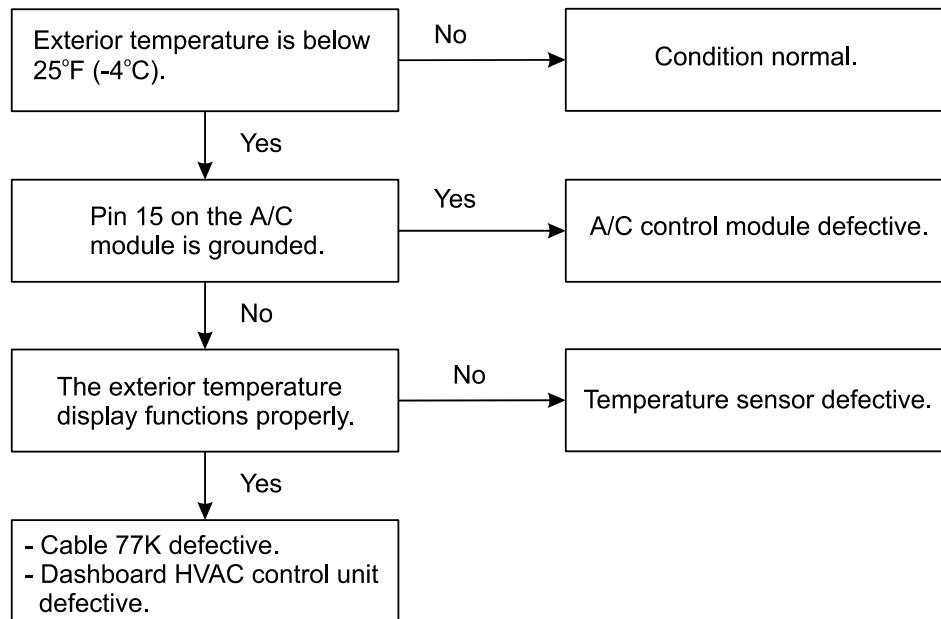 Exterior temperature is below
25°F (-4°C).
No
Condition normal.
Yes
Pin 15 on the A/C
module is grounded.
Yes
A/C control module defective.
No
The exterior temperature
display functions properly.
No
Temperature sensor defective.
Yes
- Cable 77K defective.
- Dashboard HVAC control unit
defective.